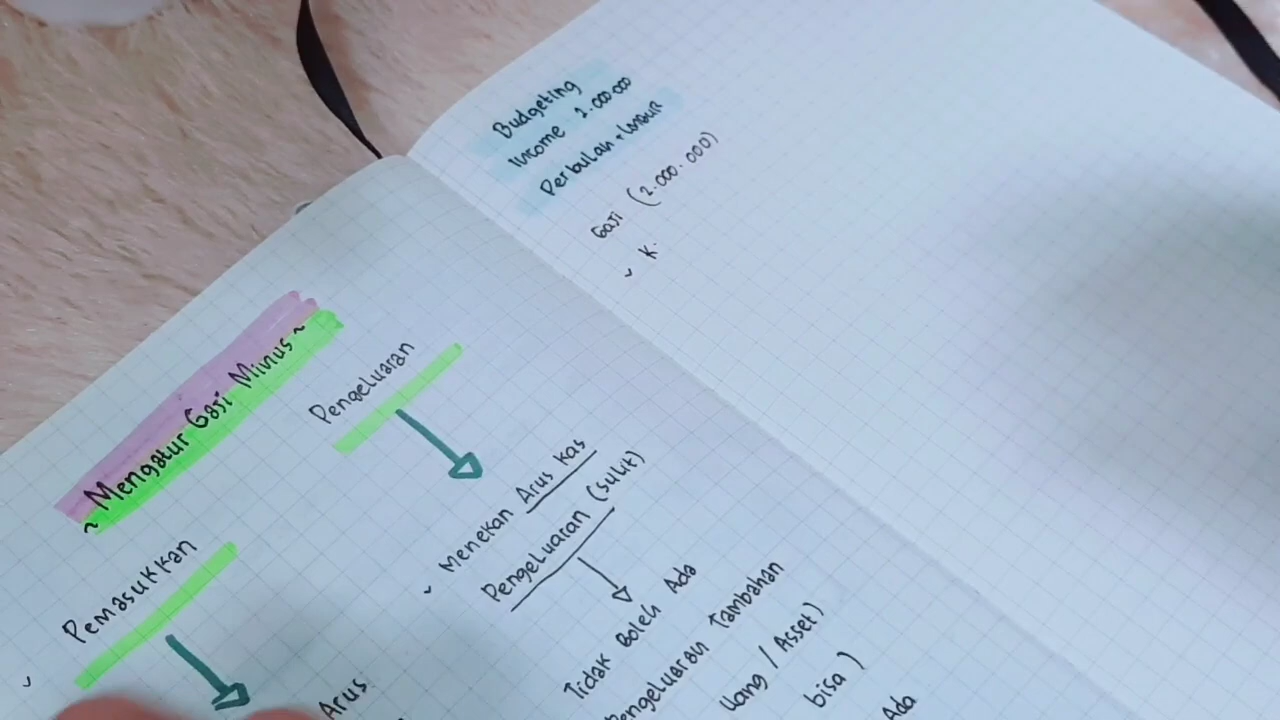 ~ Mengatur Gaji Minus ~
Pemasukkan
Arus
Pengeluaran
Menekan Arus kas
Pengeluaran (sulit)
Tidak Boleh Ada
Pengeluaran Tambahan
Uang / Asset)
bisa )
Ada
Budgeting
Income 2.000.000
Perbulan + Unsur
Gaji (2.000.000)
K.